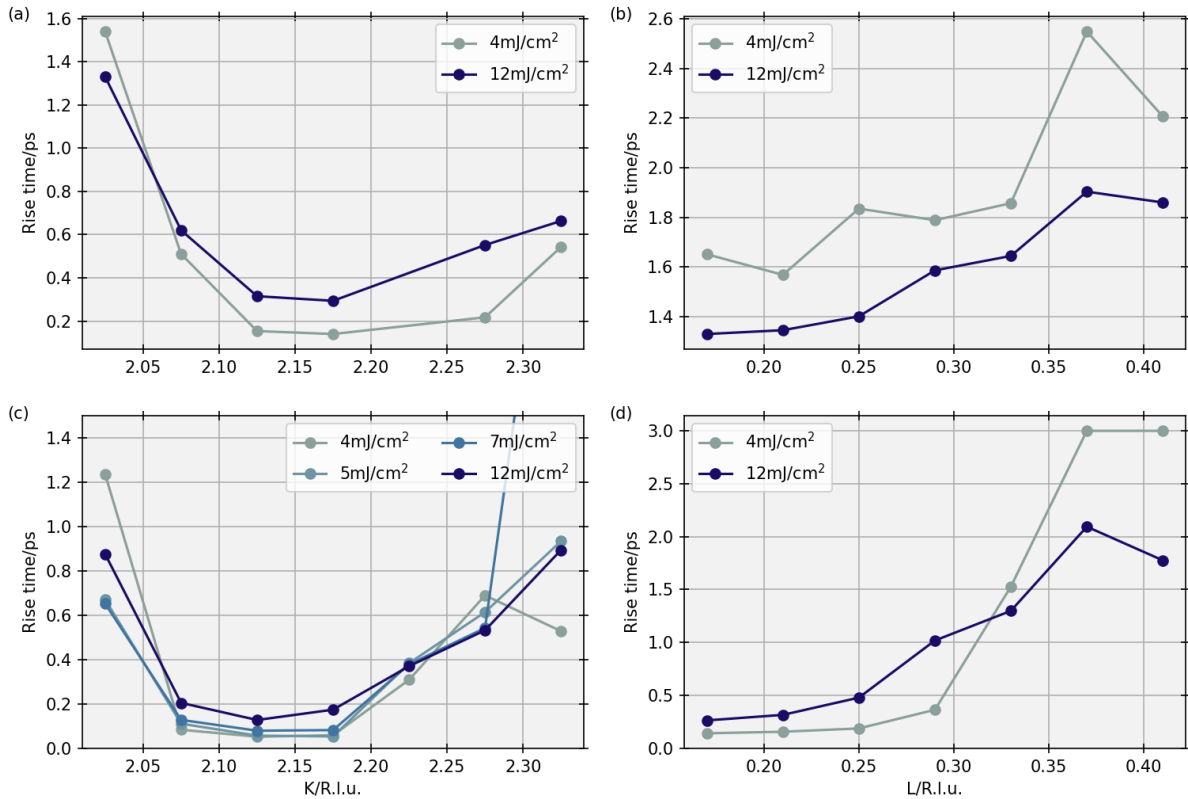 (a)
1.6
1.4
1.2
1.0
0.8
0.6
0.4
0.2
Rise time/ps
4mJ/cm²
12mJ/cm²
2.05 2.10 2.15 2.20 2.25 2.30
(b)
2.6
2.4
2.2
2.0
1.8
1.6
1.4
Rise time/ps
4mJ/cm²
12mJ/cm²
0.20 0.25 0.30 0.35 0.40
(c)
1.4
1.2
1.0
0.8
0.6
0.4
0.2
0.0
Rise time/ps
4mJ/cm² 7mJ/cm²
5mJ/cm² 12mJ/cm²
2.05 2.10 2.15 2.20 2.25 2.30
K/R.l.u.
(d)
3.0
2.5
2.0
1.5
1.0
0.5
0.0
Rise time/ps
4mJ/cm²
12mJ/cm²
0.20 0.25 0.30 0.35 0.40
L/R.l.u.